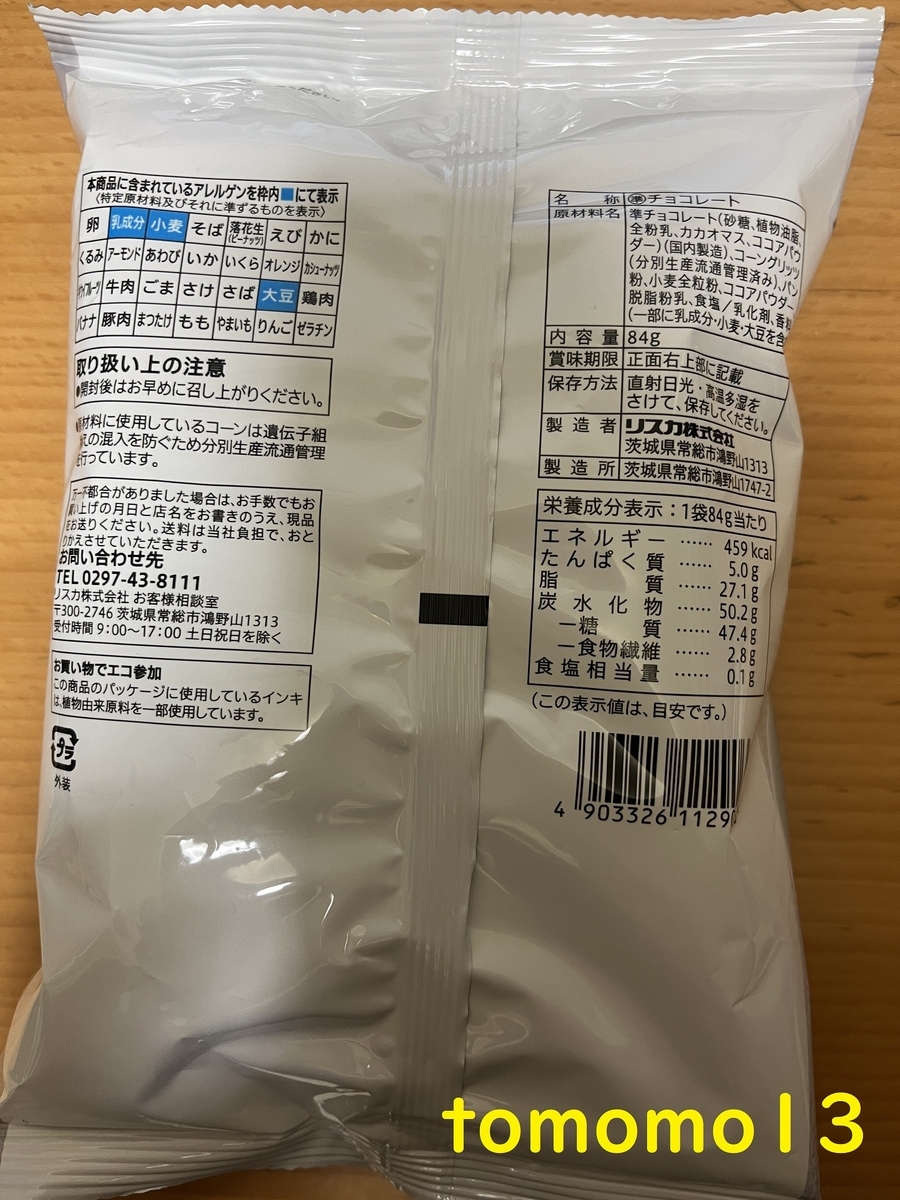 本商品に含まれているアレルゲンを枠内■にて表示
〈特定原材料及びそれに準ずるものを表示〉
卵 乳成分 小麦 そば 落花生(ピーナッツ) えび かに
くるみ アーモンド あわび いか いくら オレンジ カシューナッツ
牛肉 ごま さけ さば 大豆 鶏肉
バナナ 豚肉 まつたけ もも やまいも りんご ゼラチン
取り扱い上の注意
●開封後はお早めに召し上がりください。
原材料に使用しているコーンは遺伝子組
の混入を防ぐため分別生産流通管理
を行っています。
万一不都合がありました場合は、お手数でもお
買い上げの月日と店名をお書きのうえ、現品
をお送りください。送料は当社負担で、おと
りかえさせていただきます。
お問い合わせ先
TEL 0297-43-8111
リスカ株式会社 お客様相談室
〒300-2746 茨城県常総市鴻野山1313
受付時間 9:00〜17:00 土日祝日を除く
お買い物でエコ参加
この商品のパッケージに使用しているインキ
は、植物由来原料を一部使用しています。
プラ
外装
名称 ㊟チョコレート
原材料名 準チョコレート(砂糖、植物油脂、
全粉乳、カカオマス、ココアパウ
ダー)(国内製造)、コーングリッツ
(分別生産流通管理済み)、パン
粉、小麦全粒粉、ココアパウダー、
脱脂粉乳、食塩/乳化剤、香料
(一部に乳成分・小麦・大豆を含
内容量 84g
賞味期限 正面右上部に記載
保存方法 直射日光・高温多湿を
さけて、保存してください。
製造者 リスカ株式会社
茨城県常総市鴻野山1313
製造所 茨城県常総市鴻野山1747-2
栄養成分表示:1袋84g当たり
エネルギー …… 459 kcal
たんぱく質 …… 5.0g
脂質 …… 27.1g
炭水化物 …… 50.2g
−糖質 …… 47.4g
−食物繊維 …… 2.8g
食塩相当量 …… 0.1g
(この表示値は、目安です。)
4 903326 11290
tomomo13